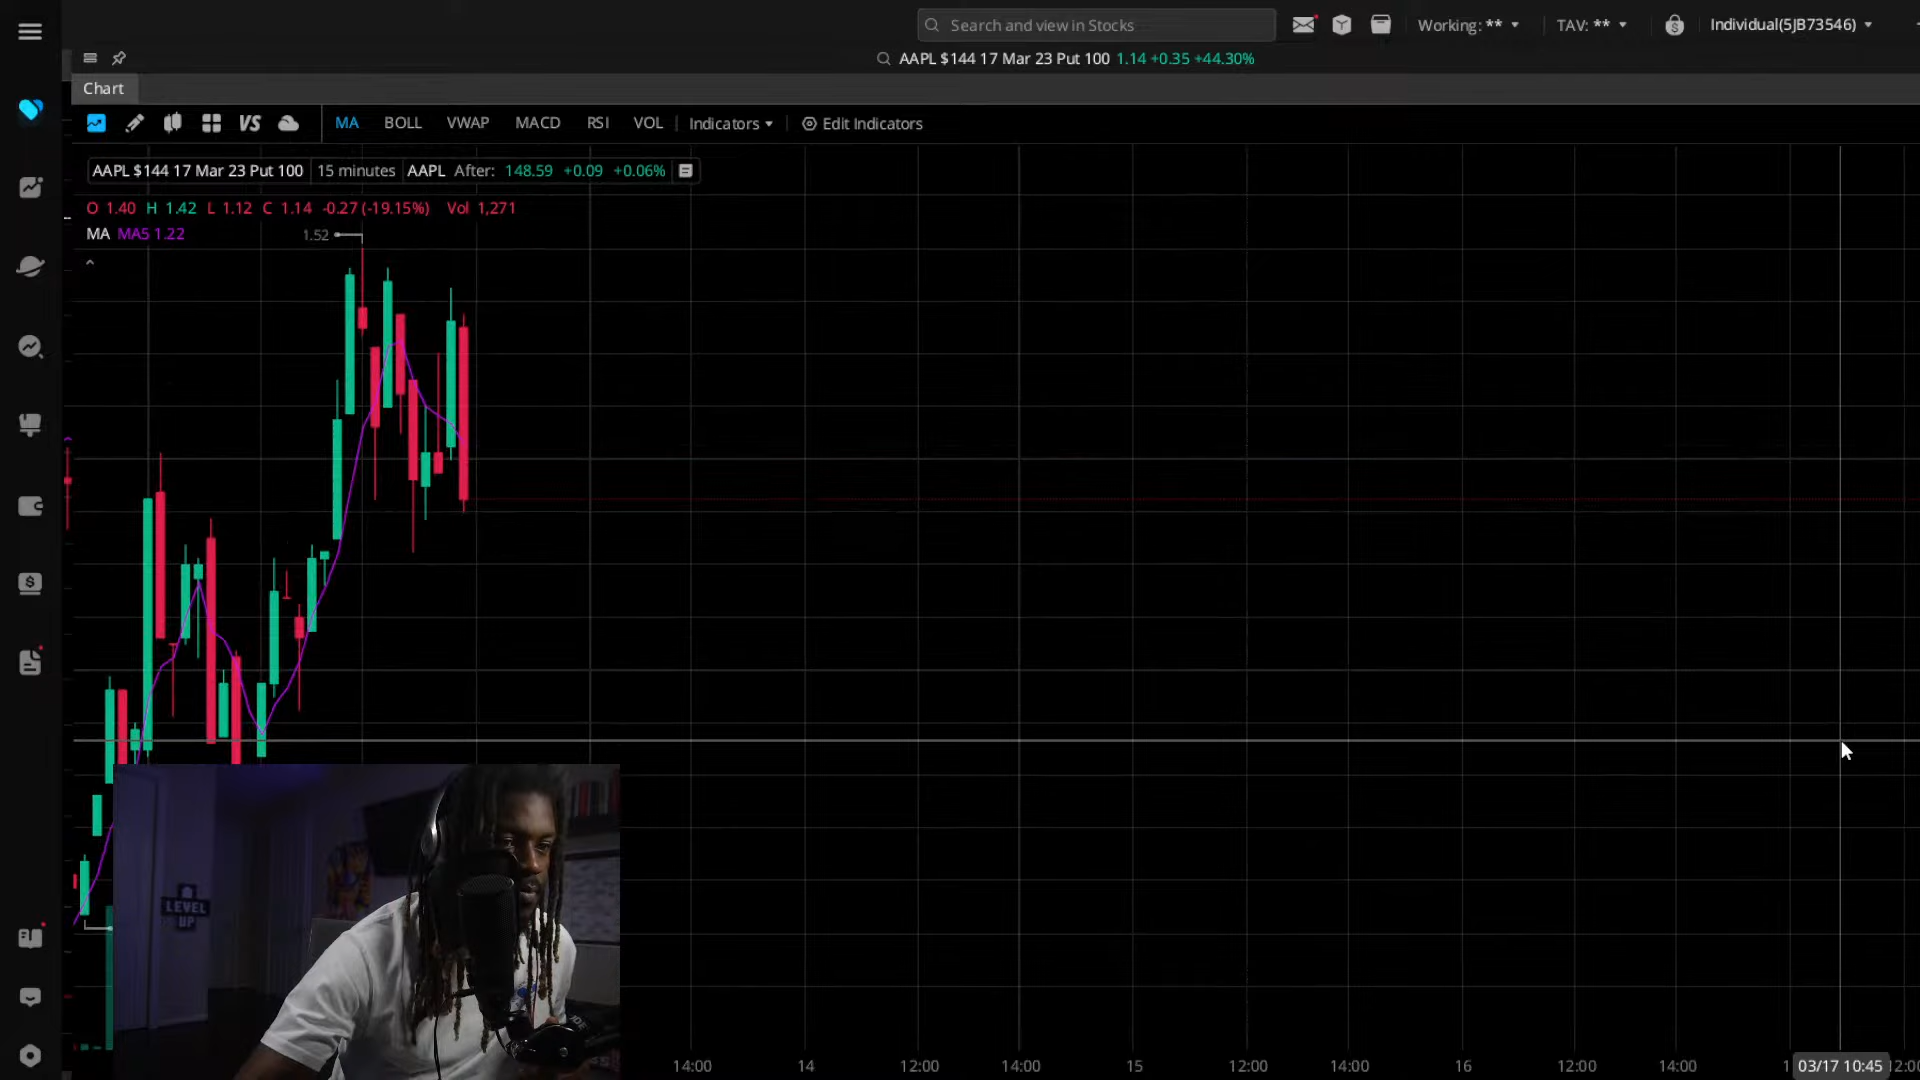 Search and view in Stocks
Working: **
TAV: **
Individual(5JB73546)
AAPL $144 17 Mar 23 Put 100 1.14 +0.35 +44.30%
Chart
VS
MA BOLL VWAP MACD RSI VOL Indicators Edit Indicators
AAPL $144 17 Mar 23 Put 100 15 minutes AAPL After: 148.59 +0.09 +0.06%
O 1.40 H 1.42 L 1.12 C 1.14 -0.27 (-19.15%) Vol 1,271
MA MA5 1.22
1.52
LEVEL
UP
14:00 14 12:00 14:00 15 12:00 14:00 16 12:00 14:00 03/17 10:45